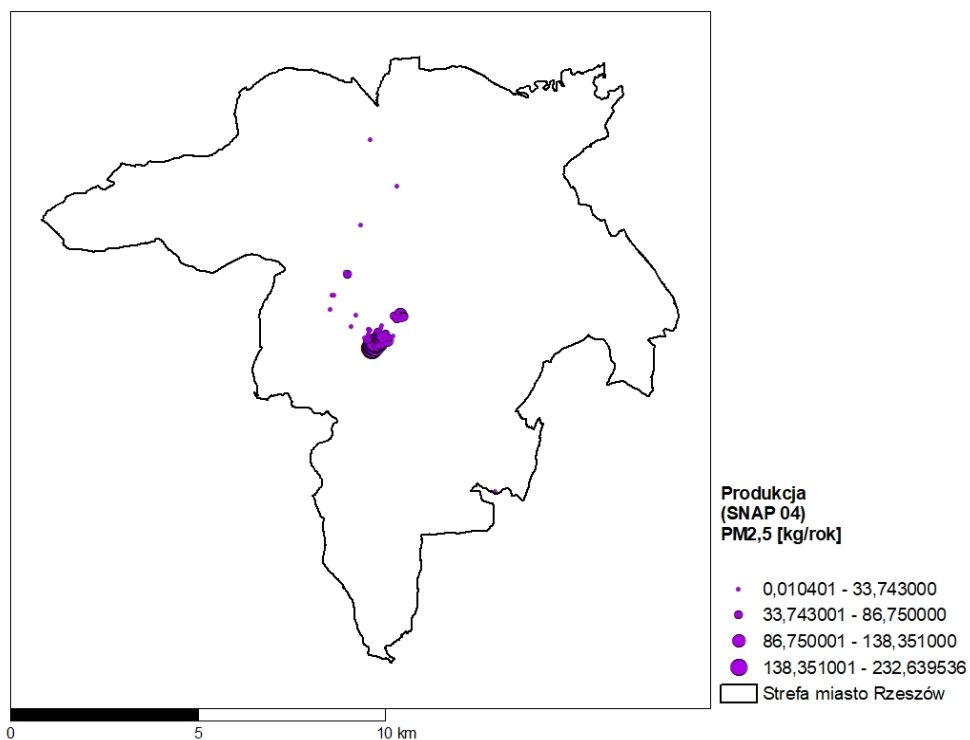 Produkcja
(SNAP 04)
PM2,5 [kg/rok]
0,010401 - 33,743000
33,743001 - 86,750000
86,750001 - 138,351000
138,351001 - 232,639536
Strefa miasto Rzeszów
0 5 10 km